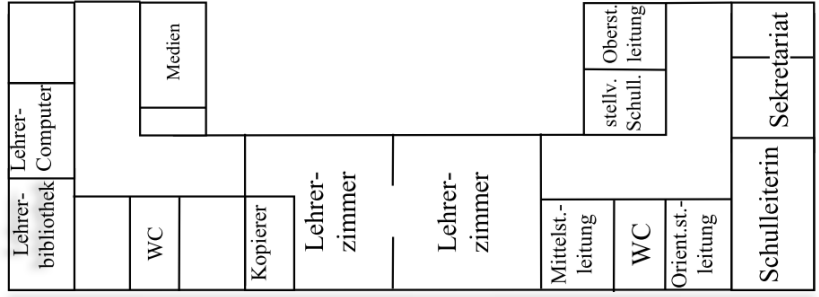 Medien
Oberst.
leitung
stellv.
Schull.
Sekretariat
Lehrer-
Computer
Lehrer-
bibliothek
WC
Kopierer
Lehrer-
zimmer
Lehrer-
zimmer
Mittelst.-
leitung
WC
Orient.st.-
leitung
Schulleiterin